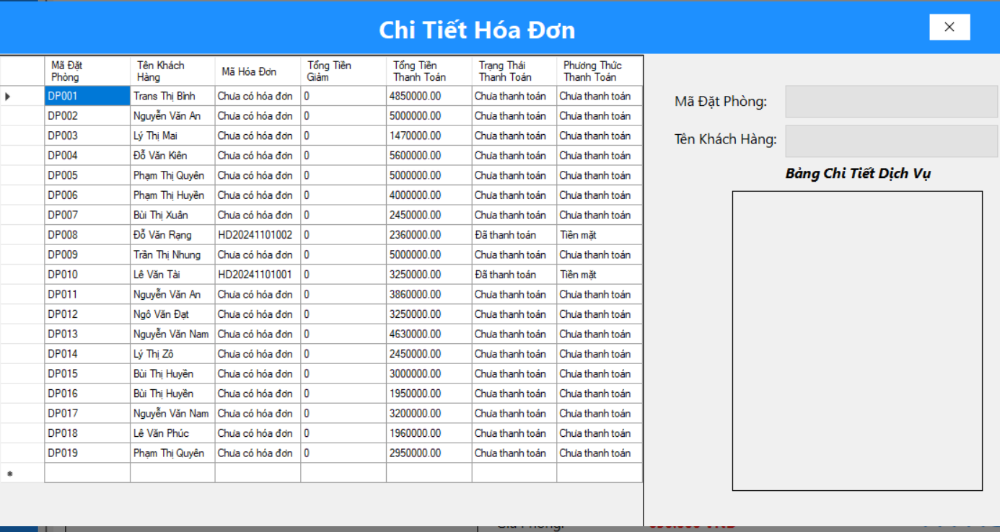 Chi Tiết Hóa Đơn
Mã Đặt Phòng Tên Khách Hàng Mã Hóa Đơn Tổng Tiền Giảm Tổng Tiền Thanh Toán Trạng Thái Thanh Toán Phương Thức Thanh Toán
DP001 Trans Thị Bình Chưa có hóa đơn 0 4850000.00 Chưa thanh toán Chưa thanh toán
DP002 Nguyễn Văn An Chưa có hóa đơn 0 5000000.00 Chưa thanh toán Chưa thanh toán
DP003 Lý Thị Mai Chưa có hóa đơn 0 1470000.00 Chưa thanh toán Chưa thanh toán
DP004 Đỗ Văn Kiên Chưa có hóa đơn 0 5600000.00 Chưa thanh toán Chưa thanh toán
DP005 Phạm Thị Quyên Chưa có hóa đơn 0 5000000.00 Chưa thanh toán Chưa thanh toán
DP006 Phạm Thị Huyền Chưa có hóa đơn 0 4000000.00 Chưa thanh toán Chưa thanh toán
DP007 Bùi Thị Xuân Chưa có hóa đơn 0 2450000.00 Chưa thanh toán Chưa thanh toán
DP008 Đỗ Văn Rạng HD20241101002 0 2360000.00 Đã thanh toán Tiền mặt
DP009 Trần Thị Nhung Chưa có hóa đơn 0 5000000.00 Chưa thanh toán Chưa thanh toán
DP010 Lê Văn Tài HD20241101001 0 3250000.00 Đã thanh toán Tiền mặt
DP011 Nguyễn Văn An Chưa có hóa đơn 0 3860000.00 Chưa thanh toán Chưa thanh toán
DP012 Ngô Văn Đạt Chưa có hóa đơn 0 3250000.00 Chưa thanh toán Chưa thanh toán
DP013 Nguyễn Văn Nam Chưa có hóa đơn 0 4630000.00 Chưa thanh toán Chưa thanh toán
DP014 Lý Thị Zô Chưa có hóa đơn 0 2450000.00 Chưa thanh toán Chưa thanh toán
DP015 Bùi Thị Huyền Chưa có hóa đơn 0 3000000.00 Chưa thanh toán Chưa thanh toán
DP016 Bùi Thị Huyền Chưa có hóa đơn 0 1950000.00 Chưa thanh toán Chưa thanh toán
DP017 Nguyễn Văn Nam Chưa có hóa đơn 0 3200000.00 Chưa thanh toán Chưa thanh toán
DP018 Lê Văn Phúc Chưa có hóa đơn 0 1960000.00 Chưa thanh toán Chưa thanh toán
DP019 Phạm Thị Quyên Chưa có hóa đơn 0 2950000.00 Chưa thanh toán Chưa thanh toán
Mã Đặt Phòng:
Tên Khách Hàng:
Bảng Chi Tiết Dịch Vụ